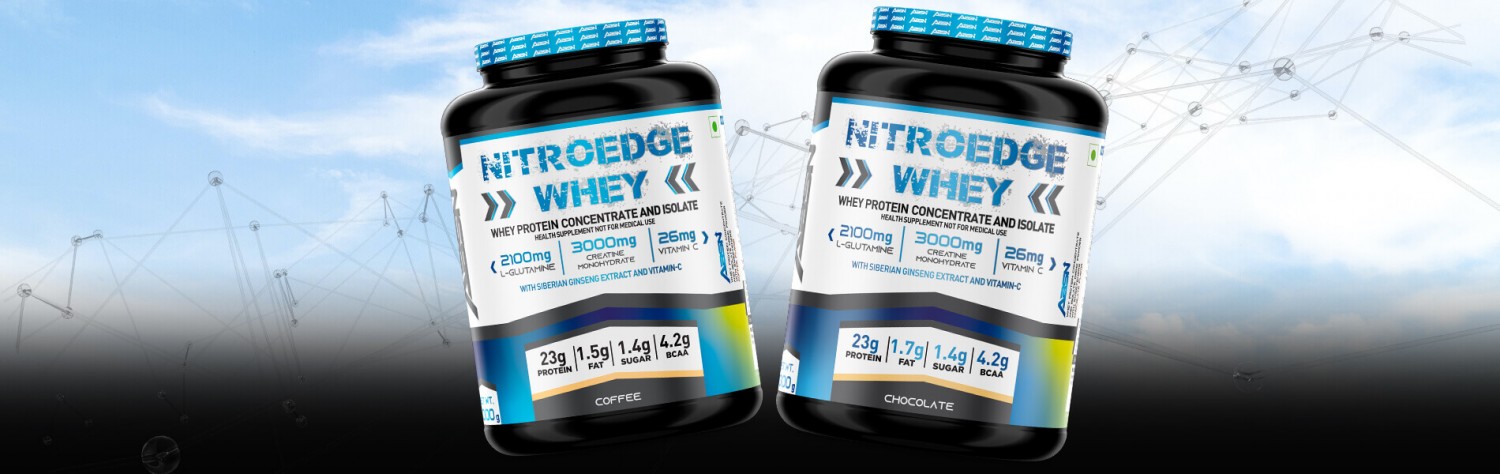 NITROEDGE
WHEY
WHEY PROTEIN CONCENTRATE AND ISOLATE
HEALTH SUPPLEMENT NOT FOR MEDICAL USE
2100mg
L-GLUTAMINE
3000mg
CREATINE
MONOHYDRATE
26mg
VITAMIN C
WITH SIBERIAN GINSENG EXTRACT AND VITAMIN-C
23g
PROTEIN
1.5g
FAT
1.4g
SUGAR
4.2g
BCAA
COFFEE
NITROEDGE
WHEY
WHEY PROTEIN CONCENTRATE AND ISOLATE
HEALTH SUPPLEMENT NOT FOR MEDICAL USE
2100mg
L-GLUTAMINE
3000mg
CREATINE
MONOHYDRATE
26mg
VITAMIN C
WITH SIBERIAN GINSENG EXTRACT AND VITAMIN-C
23g
PROTEIN
1.7g
FAT
1.4g
SUGAR
4.2g
BCAA
CHOCOLATE